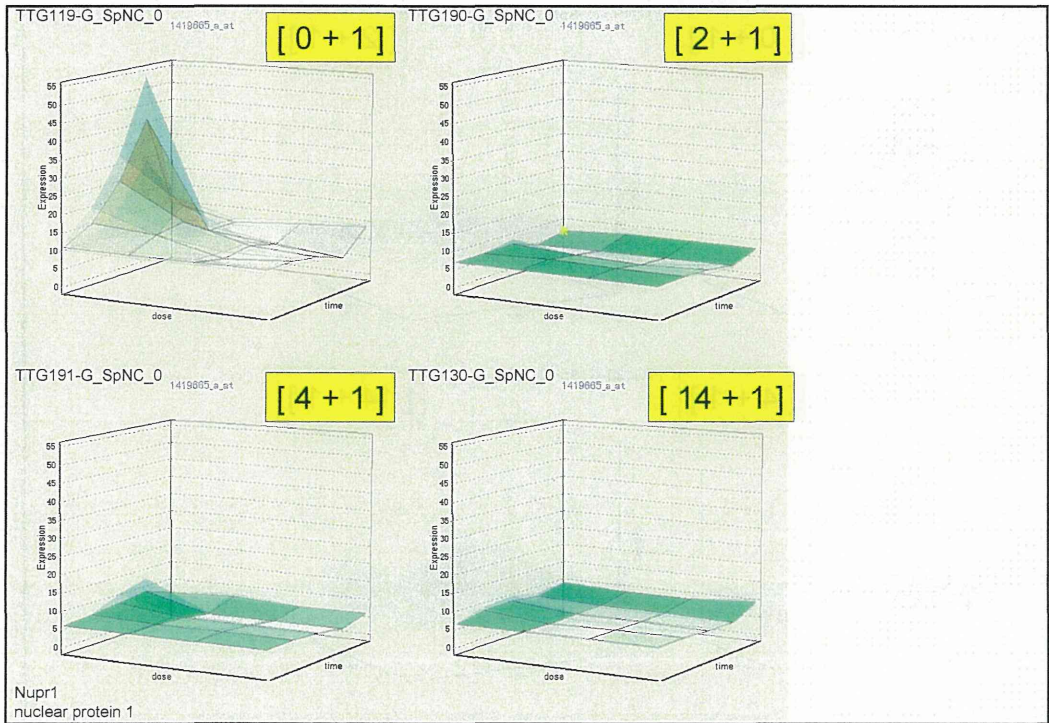 TTG119-G_SpNC_0
1419665_a_at
[ 0 + 1 ]
55
50
45
40
35
30
25
20
15
10
5
0
Expression
dose
time
TTG190-G_SpNC_0
1419665_a_at
[ 2 + 1 ]
55
50
45
40
35
30
25
20
15
10
5
0
Expression
dose
time
TTG191-G_SpNC_0
1419665_a_at
[ 4 + 1 ]
55
50
45
40
35
30
25
20
15
10
5
0
Expression
dose
time
TTG130-G_SpNC_0
1419665_a_at
[ 14 + 1 ]
55
50
45
40
35
30
25
20
15
10
5
0
Expression
dose
time
Nupr1
nuclear protein 1